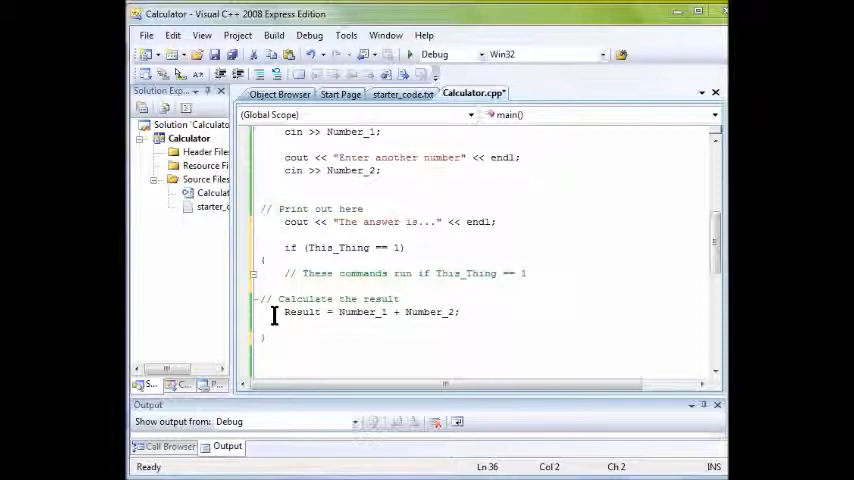 Calculator - Visual C++ 2008 Express Edition
File Edit View Project Build Debug Tools Window Help
Debug Win32
Solution Exp...
Object Browser Start Page starter_code.txt Calculator.cpp*
(Global Scope) main()
Solution 'Calculato
Calculator
Header Files
Resource Fi
Source Files
Calculat
starter_c
cin >> Number_1;
cout << "Enter another number" << endl;
cin >> Number_2;
// Print out here
cout << "The answer is..." << endl;
if (This_Thing == 1)
{
// These commands run if This_Thing == 1
// Calculate the result
Result = Number_1 + Number_2;
}
S... C... P...
Output
Show output from: Debug
Call Browser Output
Ready Ln 36 Col 2 Ch 2 INS